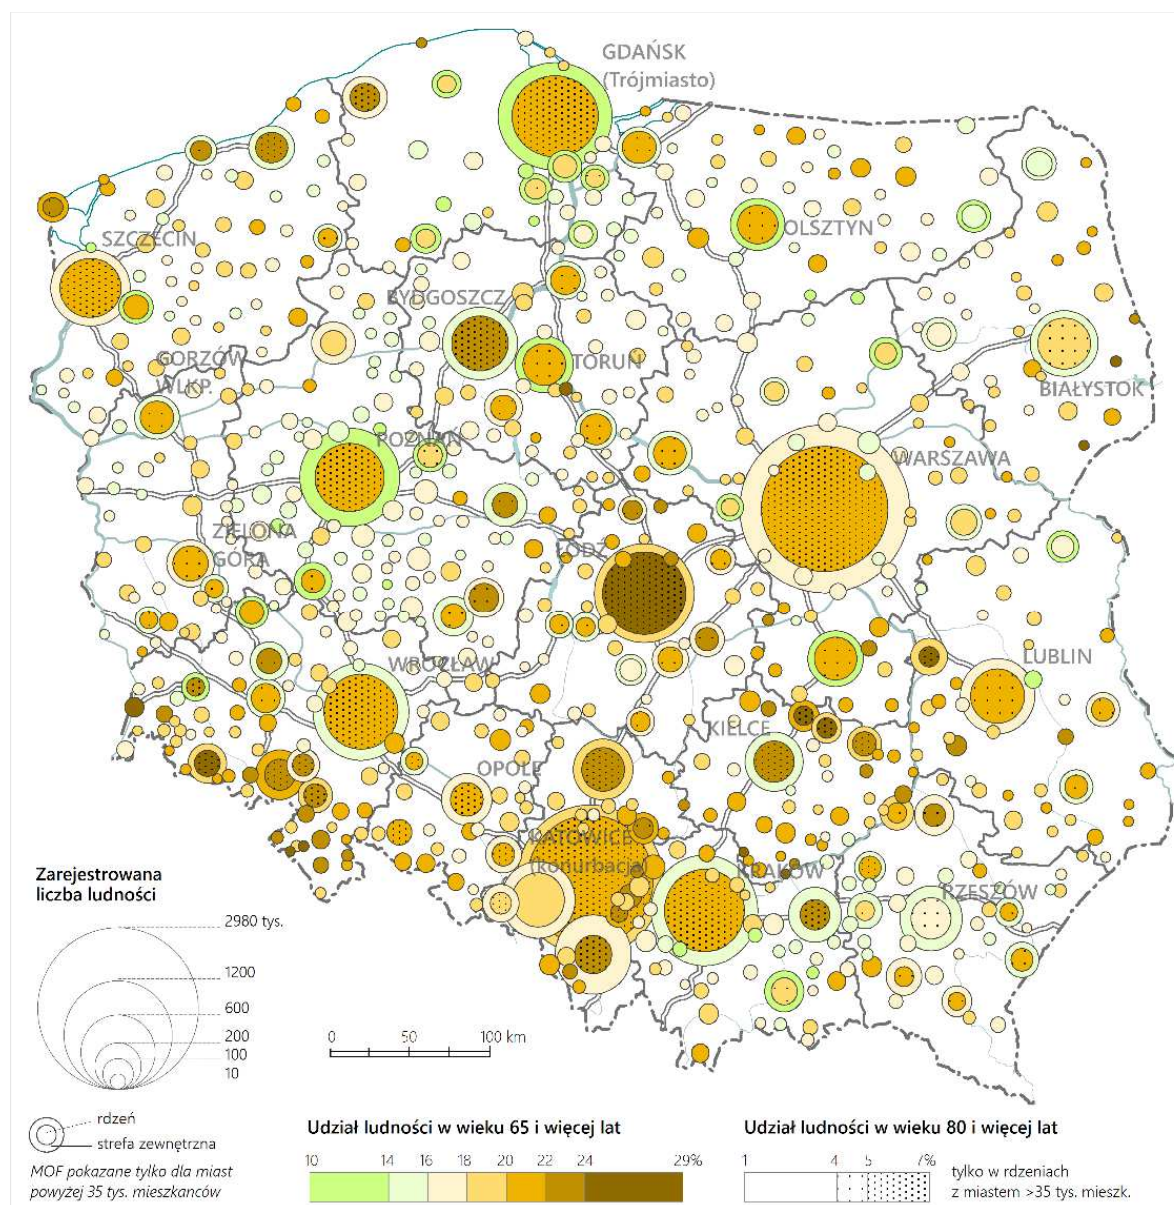 GDAŃSK
(Trójmiasto)
OLSZTYN
SZCZECIN
BYDGOSZCZ
GORZÓW
WLKP.
TORUŃ
BIAŁYSTOK
POZNAŃ
WARSZAWA
ZIELONA
GÓRA
ŁÓDŹ
WROCŁAW
LUBLIN
KIELCE
OPOLE
KATOWICE
(konurbacja)
KRAKÓW
RZESZÓW
Zarejestrowana
liczba ludności
2980 tys.
1200
600
200
100
10
0 50 100 km
rdzeń
strefa zewnętrzna
MOF pokazane tylko dla miast
powyżej 35 tys. mieszkanców
Udział ludności w wieku 65 i więcej lat
10 14 16 18 20 22 24 29%
Udział ludności w wieku 80 i więcej lat
1 4 5 7%
tylko w rdzeniach
z miastem >35 tys. mieszk.